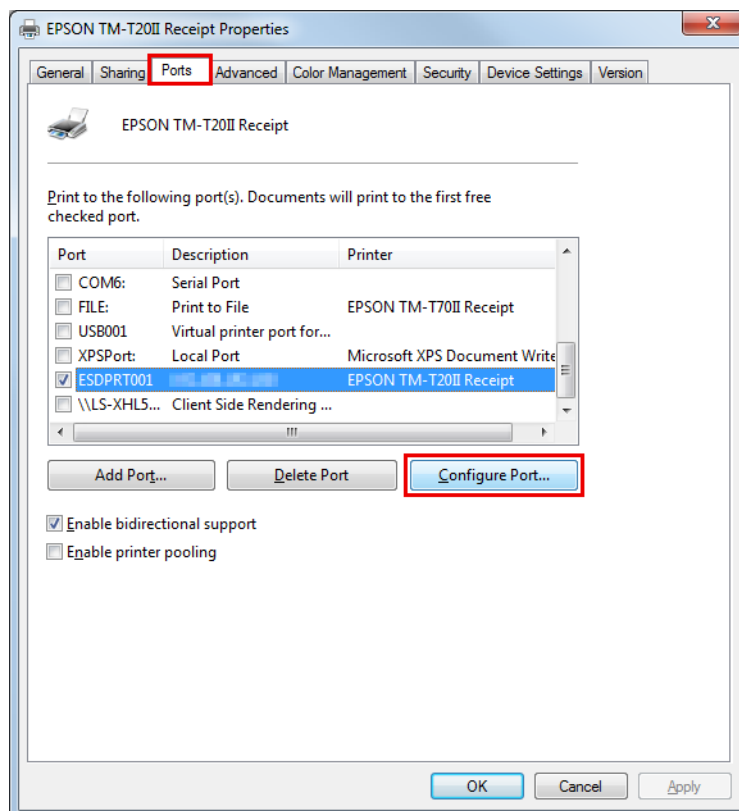 EPSON TM-T20II Receipt Properties
General Sharing Ports Advanced Color Management Security Device Settings Version
EPSON TM-T20II Receipt
Print to the following port(s). Documents will print to the first free
checked port.
Port Description Printer
COM6: Serial Port
FILE: Print to File EPSON TM-T70II Receipt
USB001 Virtual printer port for...
XPSPort: Local Port Microsoft XPS Document Write
ESDPRT001 EPSON TM-T20II Receipt
\\LS-XHL5... Client Side Rendering ...
Add Port... Delete Port Configure Port...
Enable bidirectional support
Enable printer pooling
OK Cancel Apply